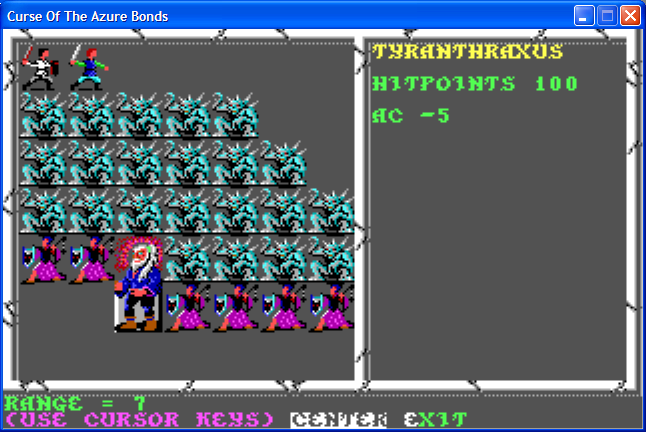 Curse Of The Azure Bonds
TYRANTHRAXUS
HITPOINTS 100
AC -5
RANGE = 7
(USE CURSOR KEYS) CENTER EXIT